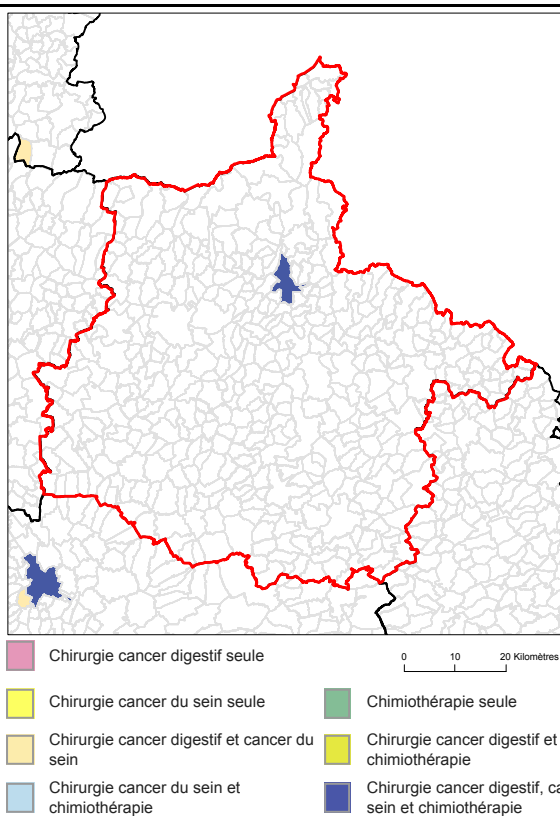 Chirurgie cancer digestif seule
0 10 20 Kilomètres
Chirurgie cancer du sein seule
Chimiothérapie seule
Chirurgie cancer digestif et cancer du
sein
Chirurgie cancer digestif et
chimiothérapie
Chirurgie cancer du sein et
chimiothérapie
Chirurgie cancer digestif, ca
sein et chimiothérapie